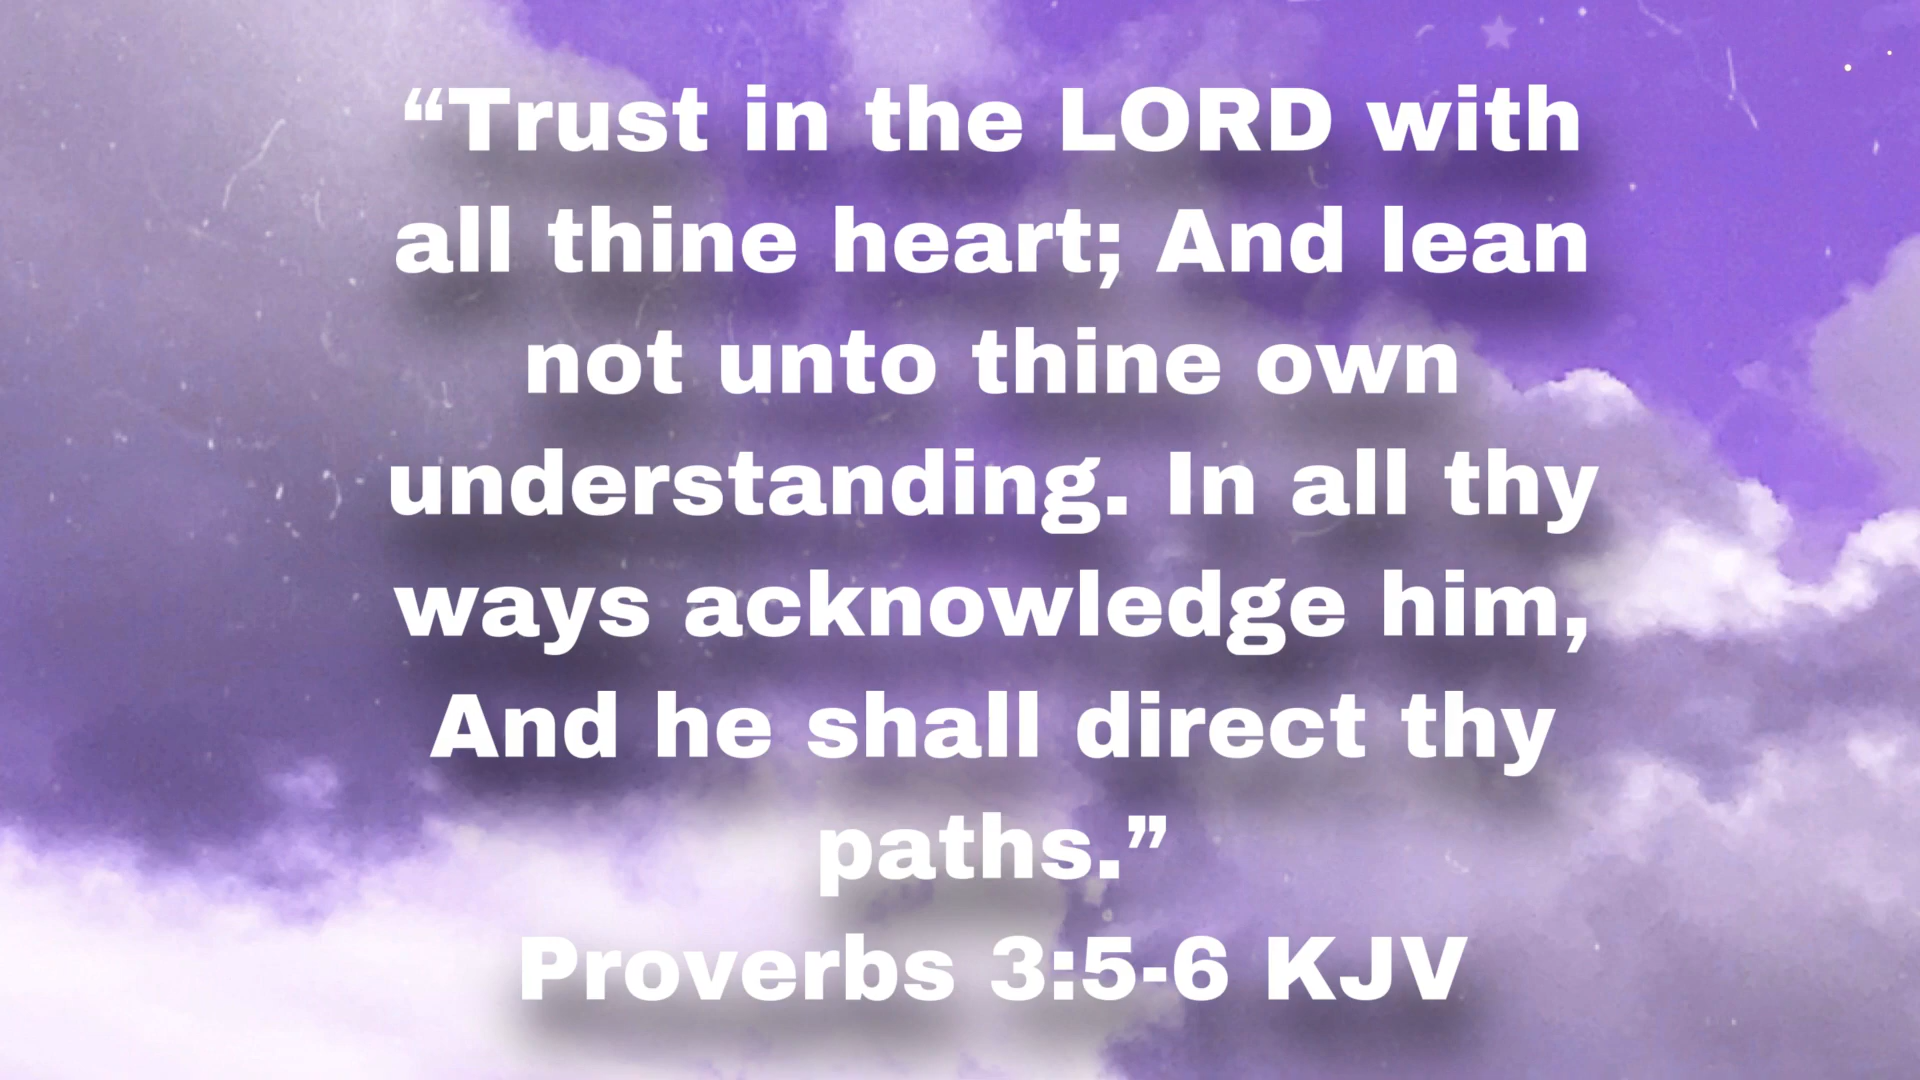 “Trust in the LORD with
all thine heart; And lean
not unto thine own
understanding. In all thy
ways acknowledge him,
And he shall direct thy
paths.”
Proverbs 3:5-6 KJV